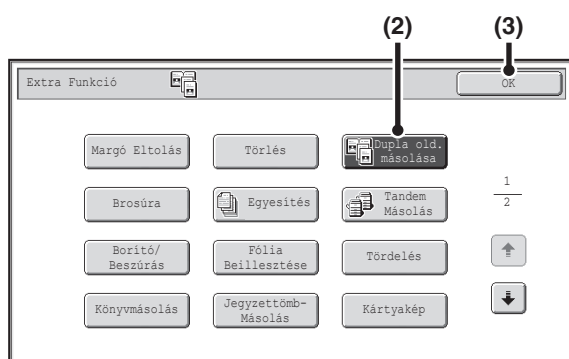 (2) (3)
Extra Funkció OK
Margó Eltolás Törlés Dupla old.
másolása
Brosúra Egyesítés Tandem
Másolás
1
2
Borító/
Beszúrás
Fólia
Beillesztése
Tördelés
Könyvmásolás Jegyzettömb-
Másolás
Kártyakép